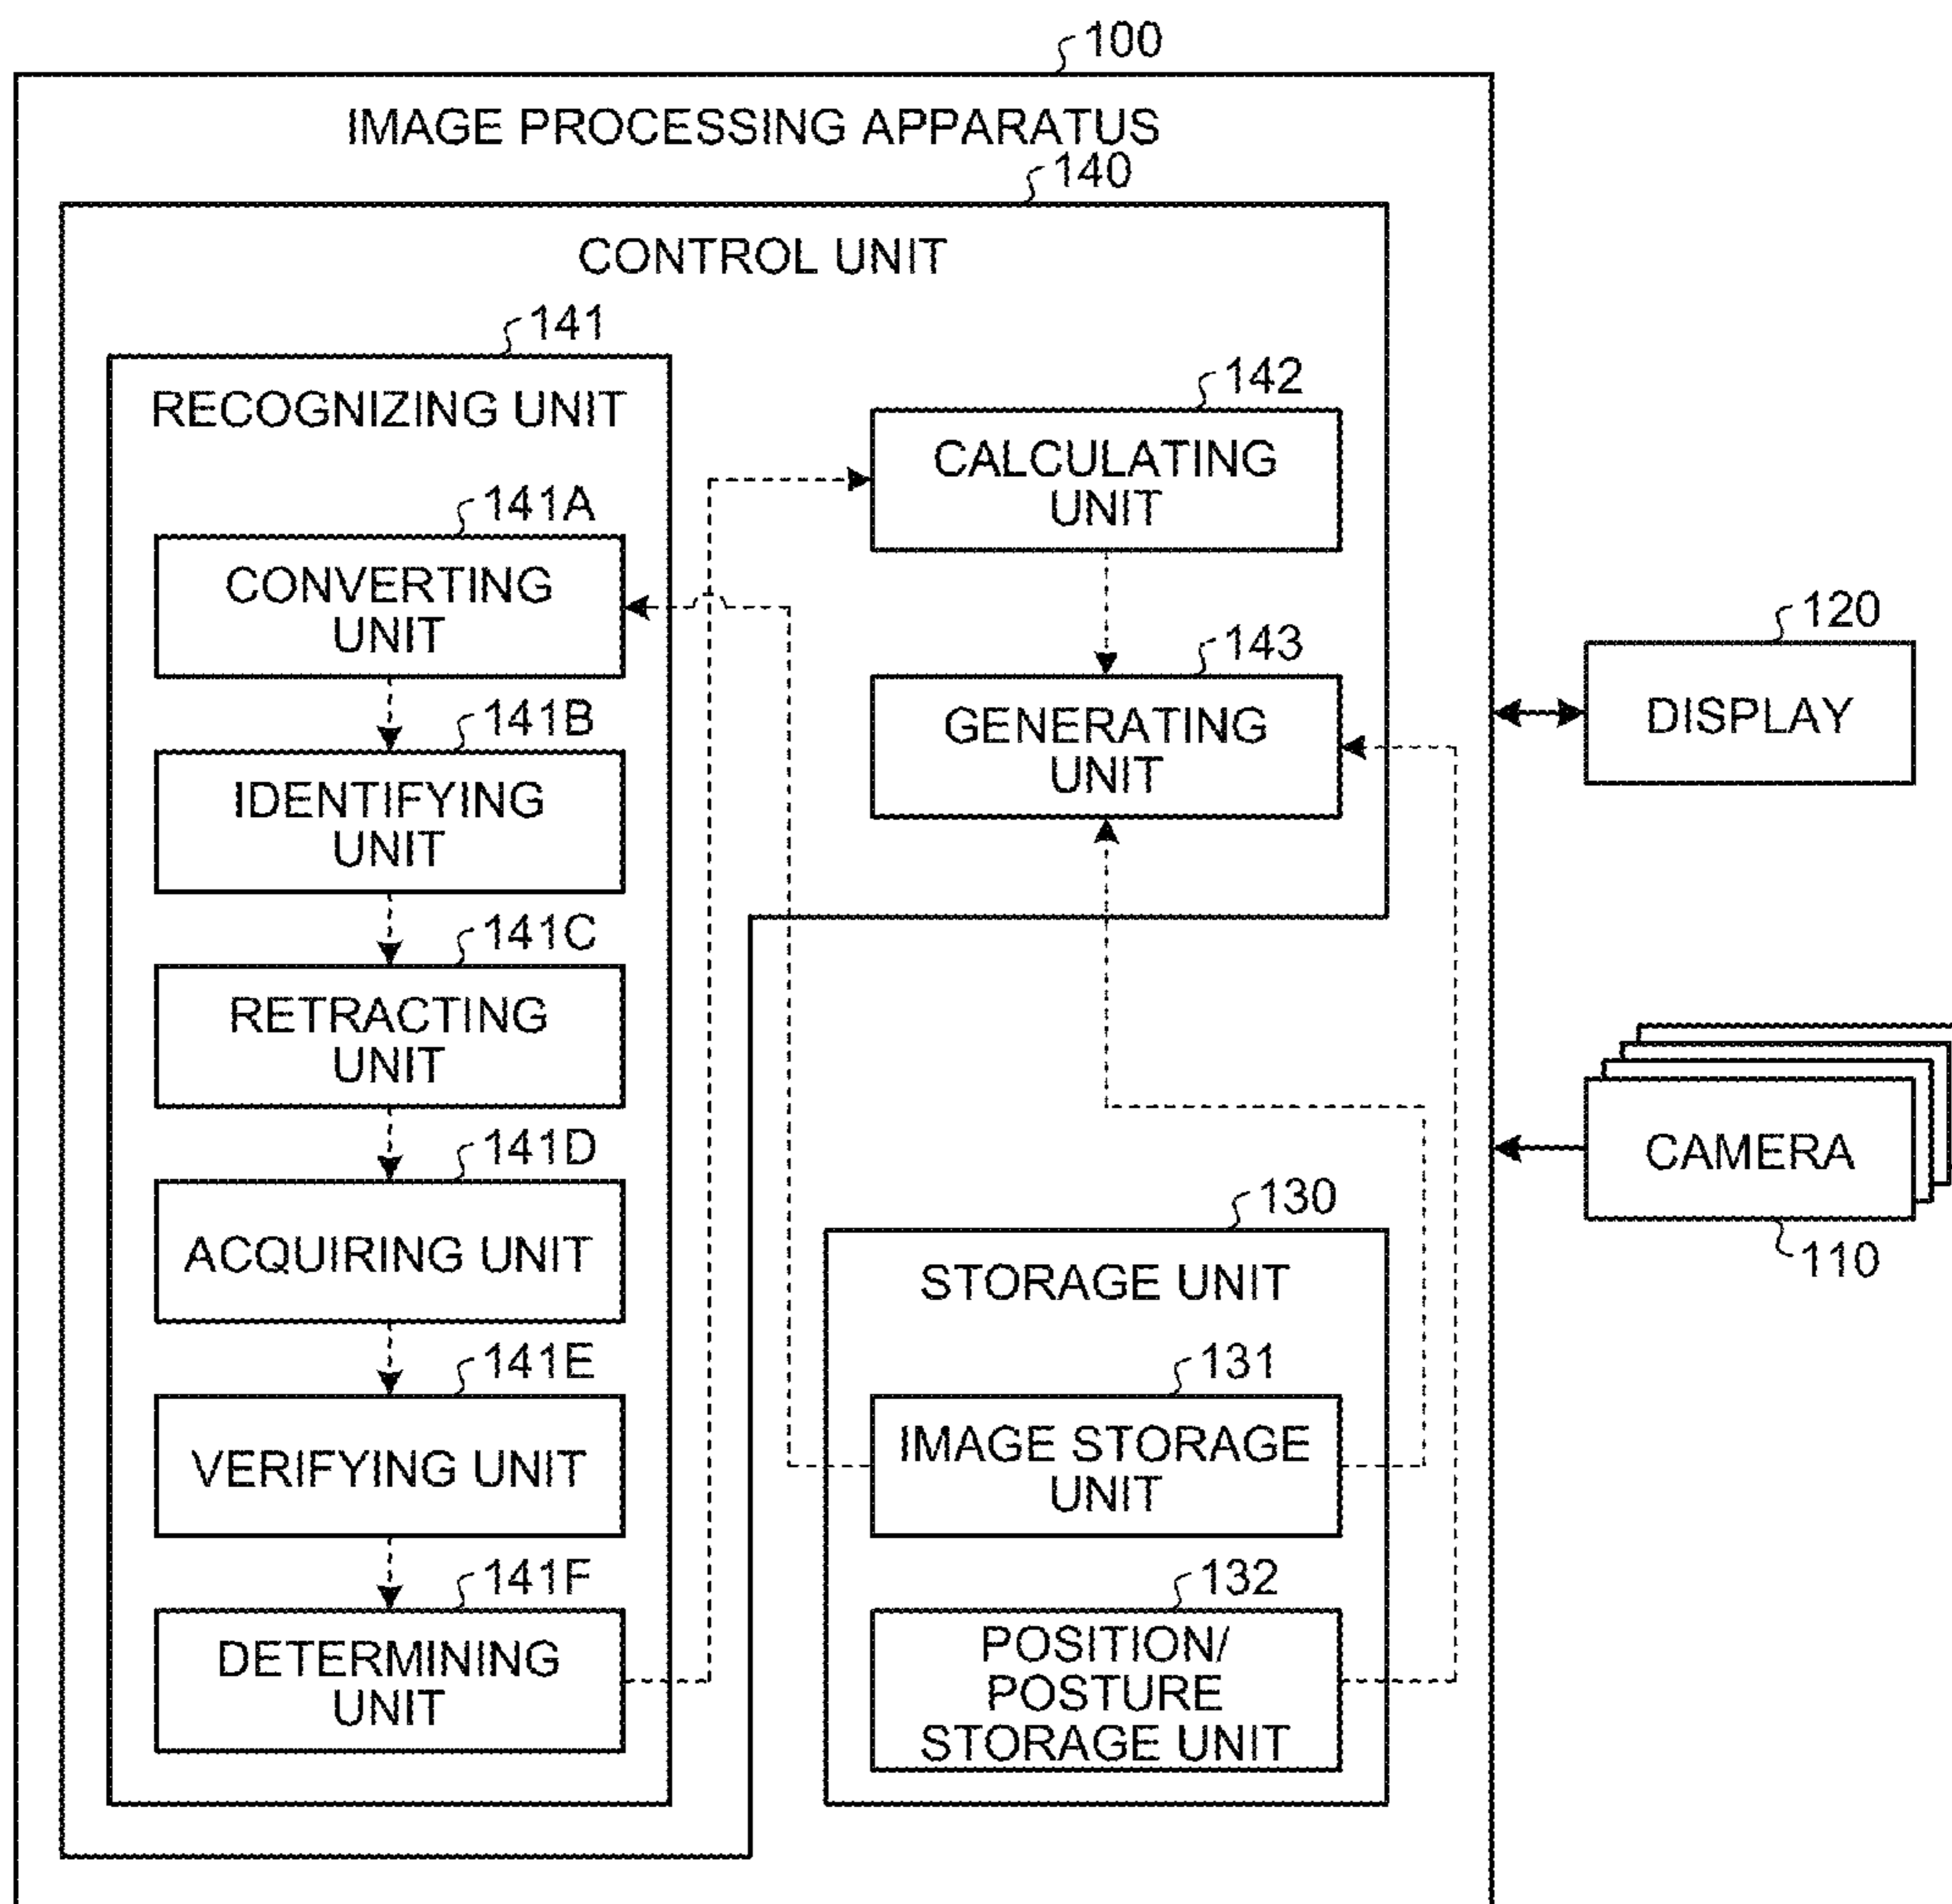 100
IMAGE PROCESSING APPARATUS
140
CONTROL UNIT
141
RECOGNIZING UNIT
141A
CONVERTING
UNIT
141B
IDENTIFYING
UNIT
141C
RETRACTING
UNIT
141D
ACQUIRING UNIT
141E
VERIFYING UNIT
141F
DETERMINING
UNIT
142
CALCULATING
UNIT
143
GENERATING
UNIT
130
STORAGE UNIT
131
IMAGE STORAGE
UNIT
132
POSITION/
POSTURE
STORAGE UNIT
120
DISPLAY
CAMERA
110